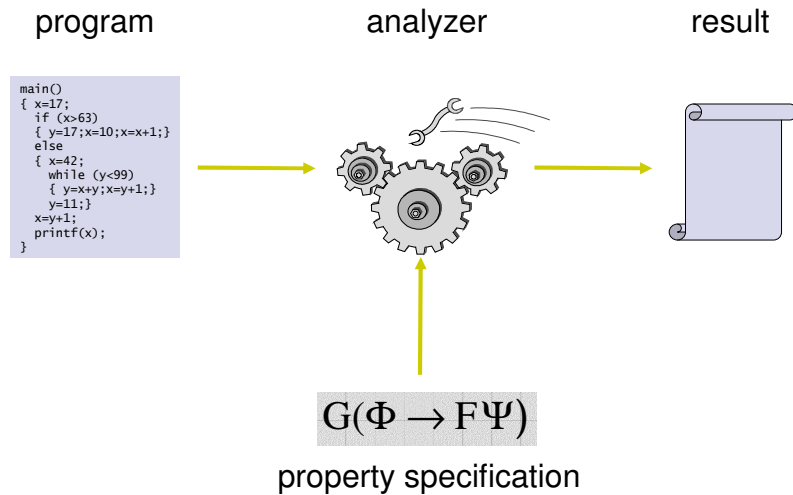 program
analyzer
result
main()
{ x=17;
if (x>63)
{ y=17;x=10;x=x+1;}
else
{ x=42;
while (y<99)
{ y=x+y;x=y+1;}
y=11;}
x=y+1;
printf(x);
}
G(Φ → FΨ)
property specification